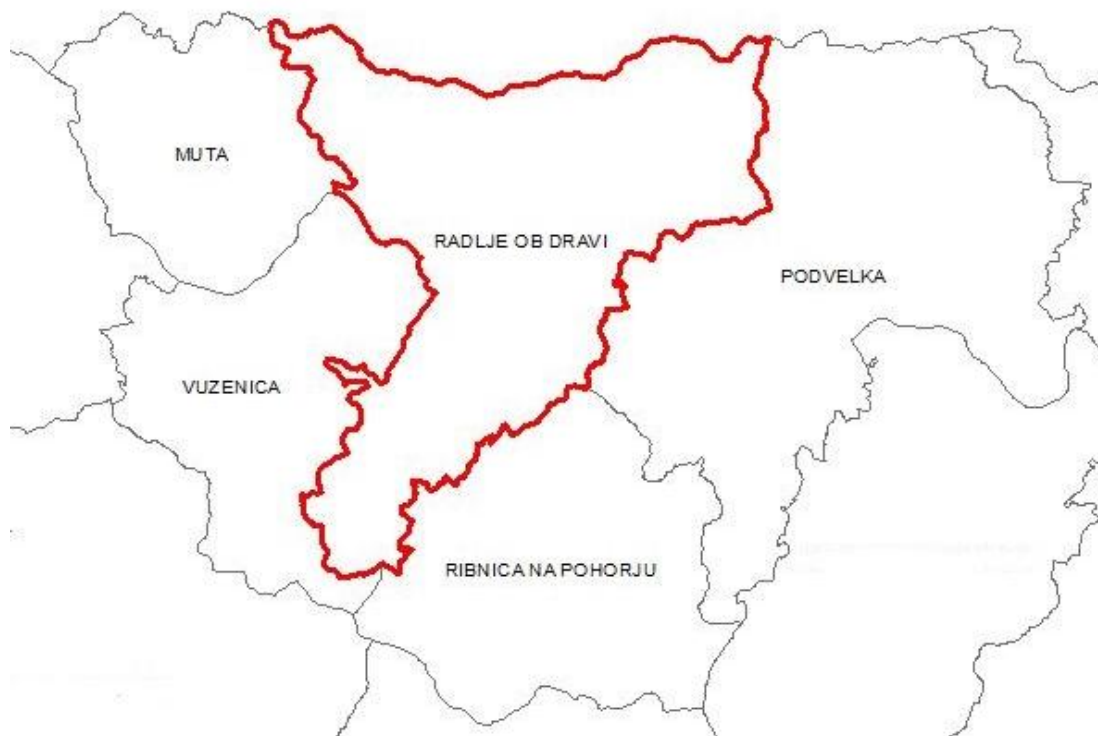 MUTA
RADLJE OB DRAVI
PODVELKA
VUZENICA
RIBNICA NA POHORJU